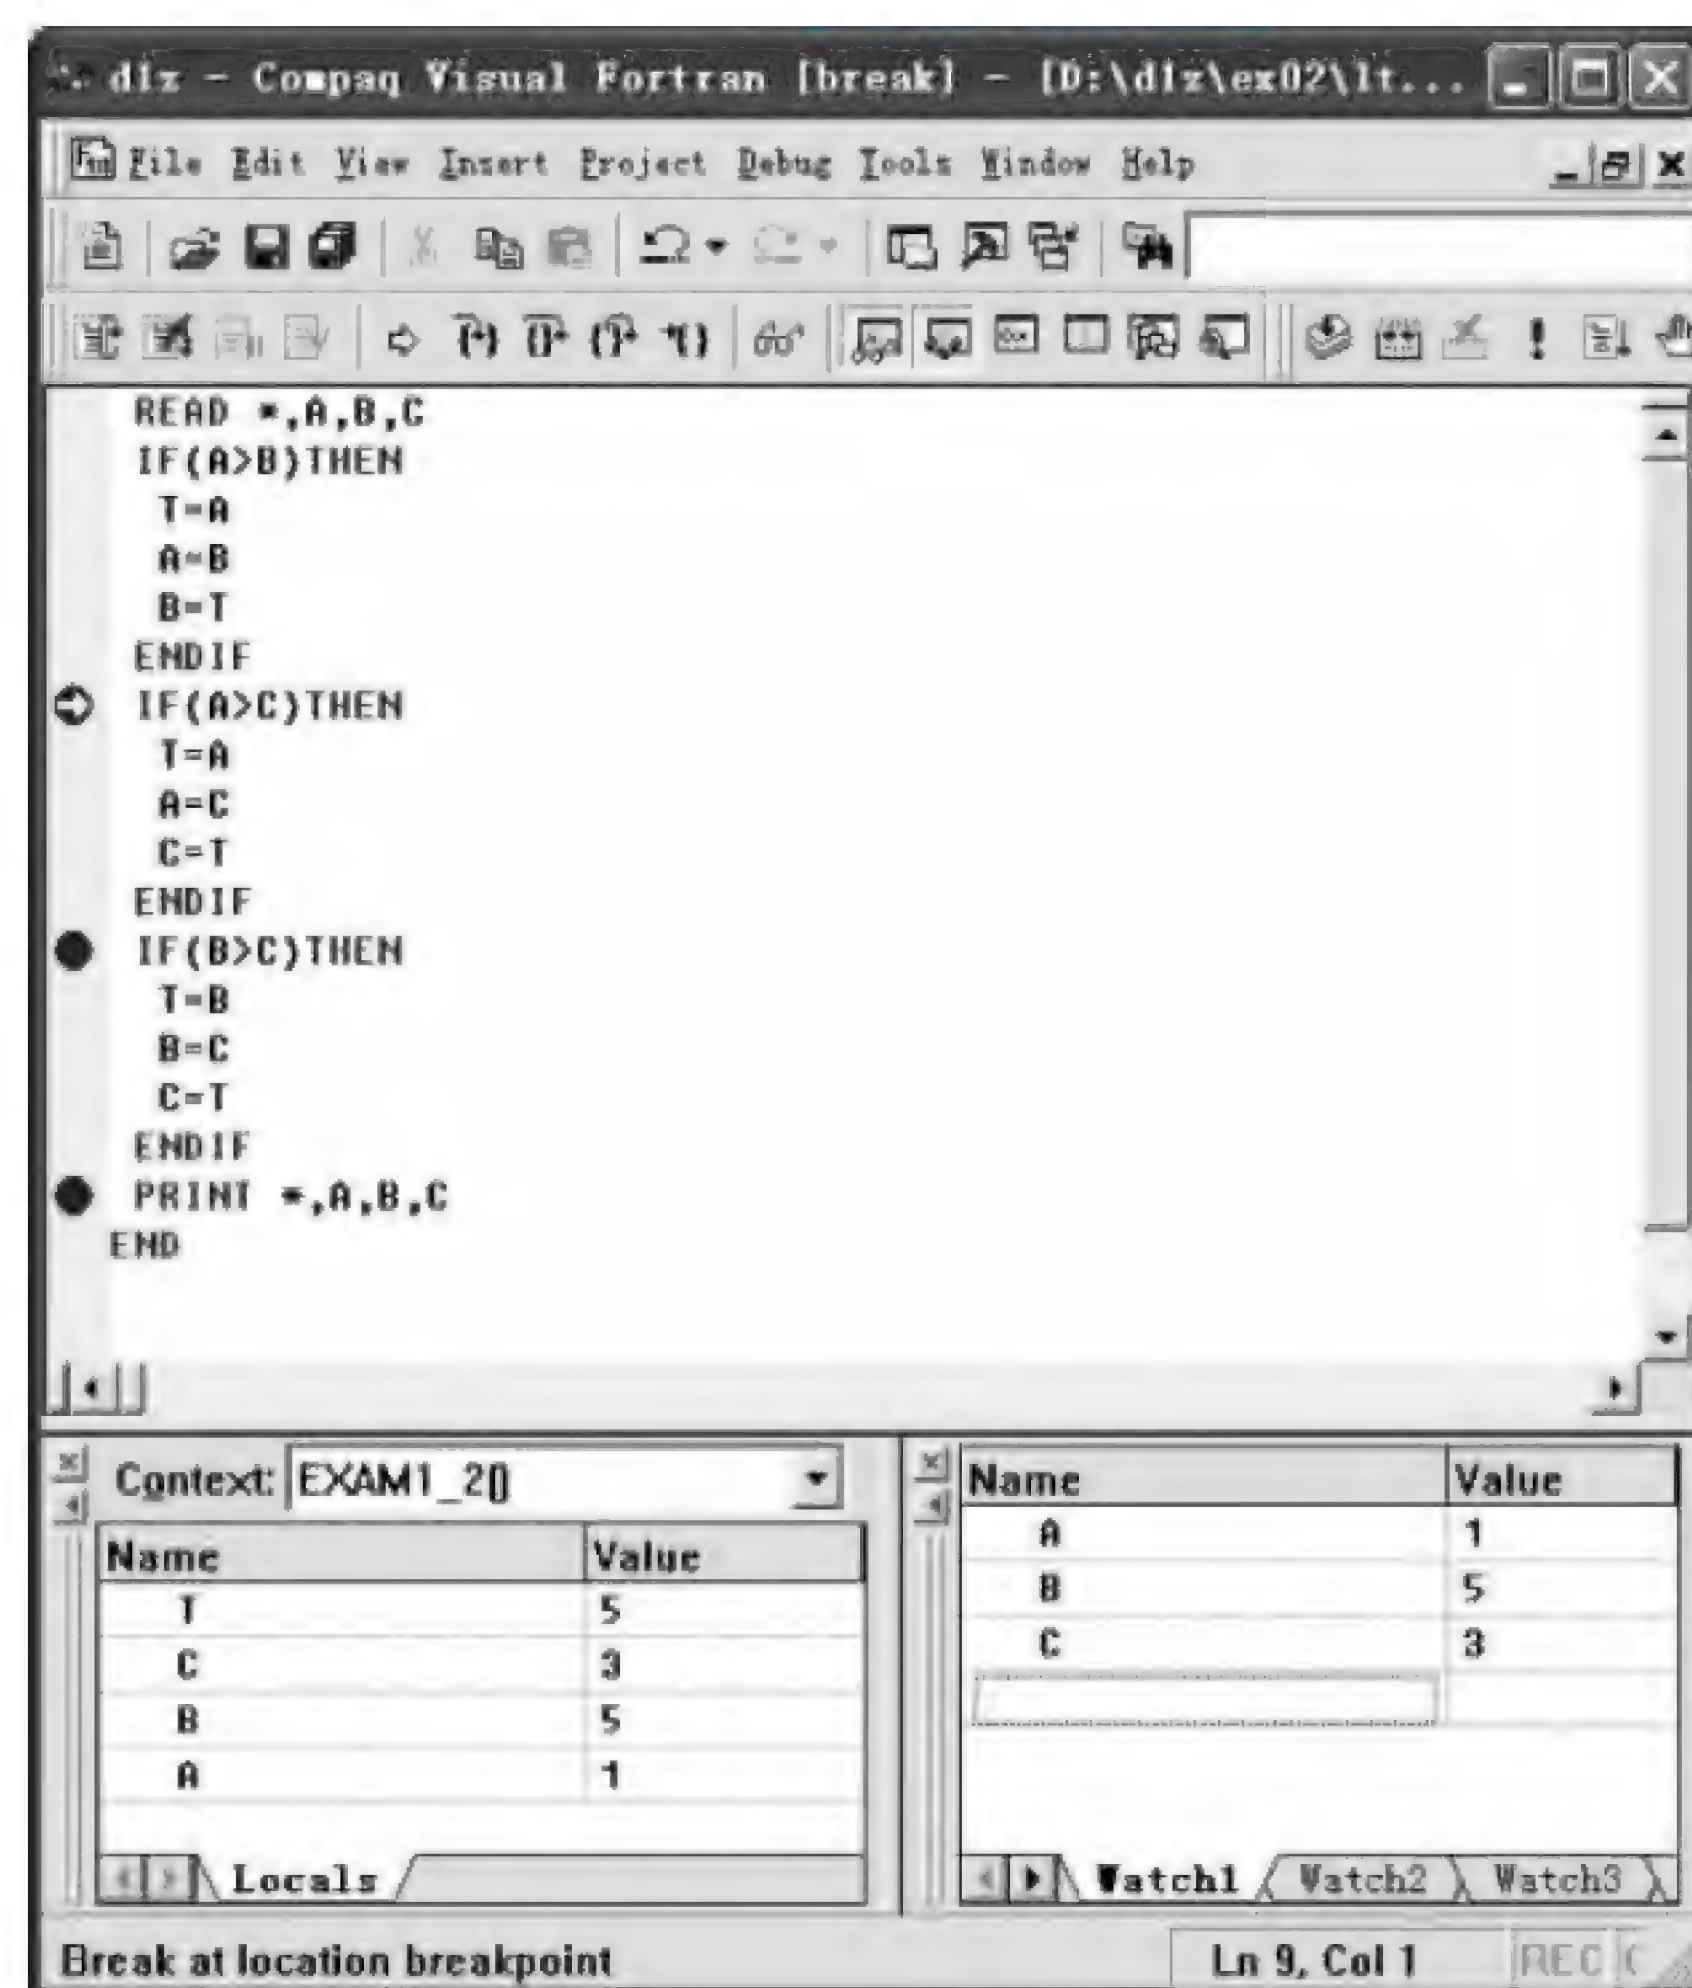 dlz - Compaq Visual Fortran [break] - [D:\dlz\ex02\lt...
File Edit View Insert Project Debug Tools Window Help
READ *,A,B,C
IF(A>B)THEN
T=A
A=B
B=T
ENDIF
IF(A>C)THEN
T=A
A=C
C=T
ENDIF
IF(B>C)THEN
T=B
B=C
C=T
ENDIF
PRINT *,A,B,C
END
Context: EXAM1_2()
Name Value
T 5
C 3
B 5
A 1
Locals
Name Value
A 1
B 5
C 3
Watch1 Watch2 Watch3
Break at location breakpoint
Ln 9, Col 1 REC C